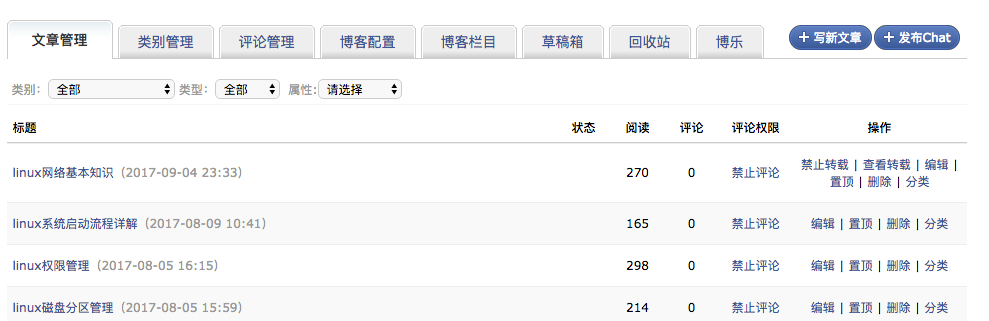 文章管理 类别管理 评论管理 博客配置 博客栏目 草稿箱 回收站 博乐 + 写新文章 + 发布Chat
类别： 全部 类型： 全部 属性: 请选择
标题 状态 阅读 评论 评论权限 操作
linux网络基本知识 (2017-09-04 23:33) 270 0 禁止评论 禁止转载 | 查看转载 | 编辑 |
置顶 | 删除 | 分类
linux系统启动流程详解 (2017-08-09 10:41) 165 0 禁止评论 编辑 | 置顶 | 删除 | 分类
linux权限管理 (2017-08-05 16:15) 298 0 禁止评论 编辑 | 置顶 | 删除 | 分类
linux磁盘分区管理 (2017-08-05 15:59) 214 0 禁止评论 编辑 | 置顶 | 删除 | 分类